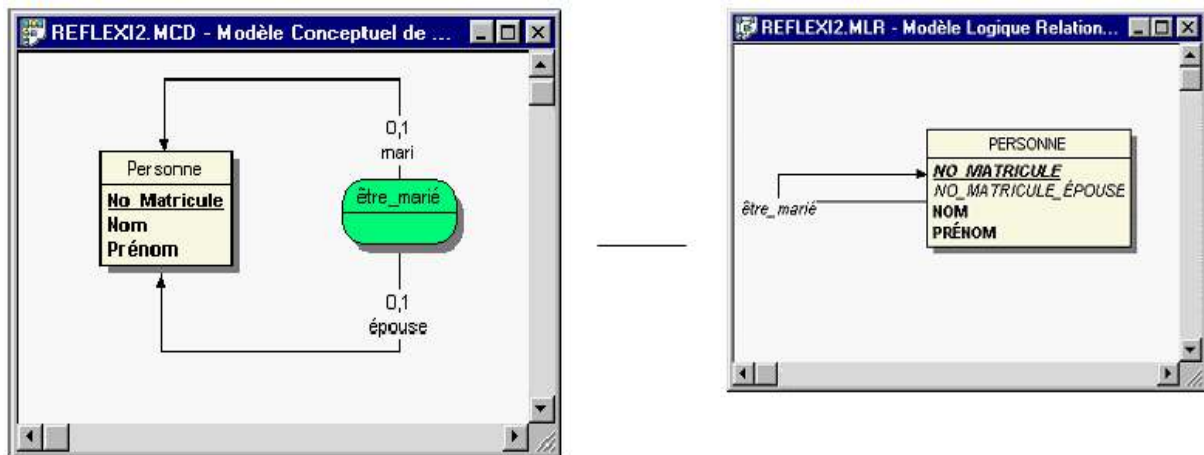 REFLEXI2.MCD - Modèle Conceptuel de ...
0,1
mari
Personne
No_Matricule
Nom
Prénom
être_marié
0,1
épouse
REFLEXI2.MLR - Modèle Logique Relation...
PERSONNE
NO_MATRICULE
NO_MATRICULE_ÉPOUSE
NOM
PRÉNOM
être_marié